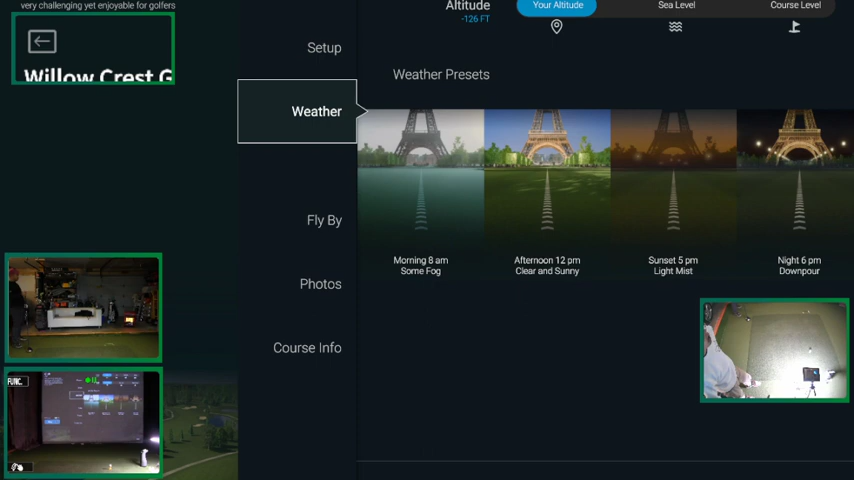 very challenging yet enjoyable for golfers
Willow Crest G
Setup
Weather
Fly By
Photos
Course Info
Altitude
-126 FT
Your Altitude
Sea Level
Course Level
Weather Presets
Morning 8 am
Some Fog
Afternoon 12 pm
Clear and Sunny
Sunset 5 pm
Light Mist
Night 6 pm
Downpour
FUNC.